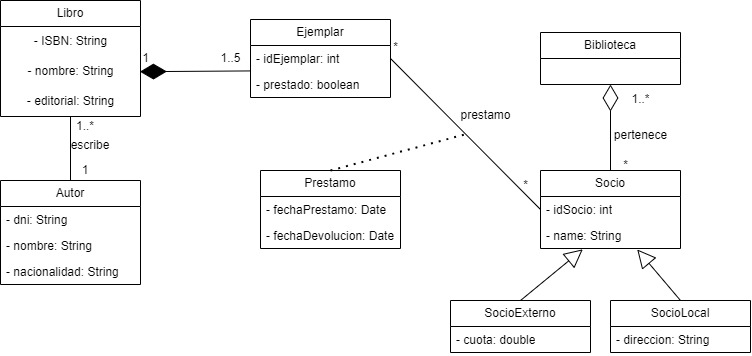 Libro
- ISBN: String
- nombre: String
- editorial: String
1
1..5
Ejemplar
- idEjemplar: int
- prestado: boolean
*
prestamo
*
Biblioteca
1..*
pertenece
*
1..*
escribe
1
Autor
- dni: String
- nombre: String
- nacionalidad: String
Prestamo
- fechaPrestamo: Date
- fechaDevolucion: Date
Socio
- idSocio: int
- name: String
SocioExterno
- cuota: double
SocioLocal
- direccion: String